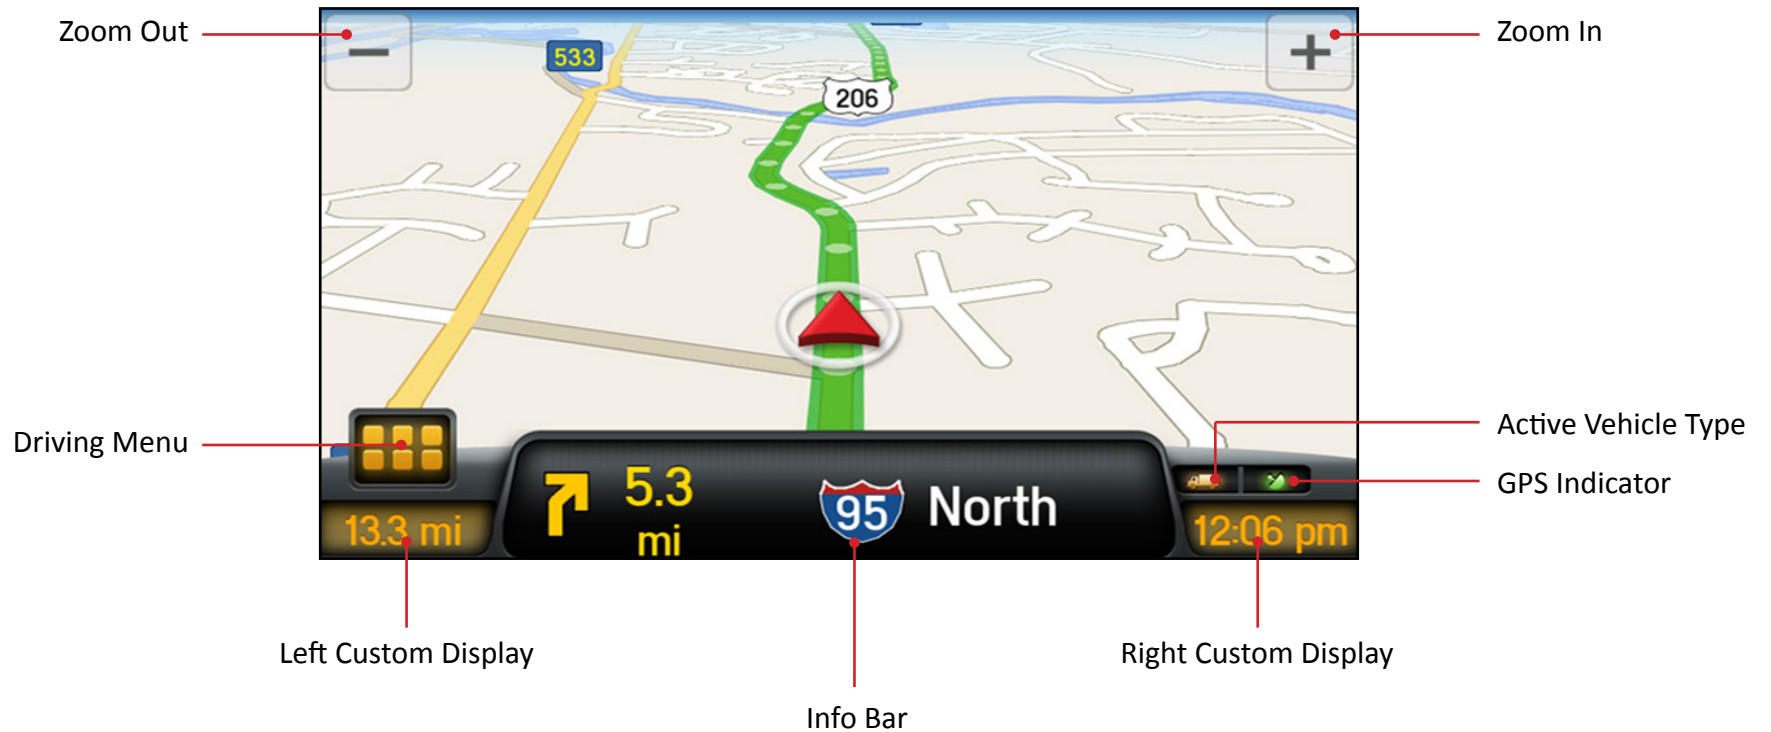 Zoom Out
Zoom In
533
206
Driving Menu
Active Vehicle Type
GPS Indicator
5.3
mi
95 North
13.3 mi
12:06 pm
Left Custom Display
Right Custom Display
Info Bar